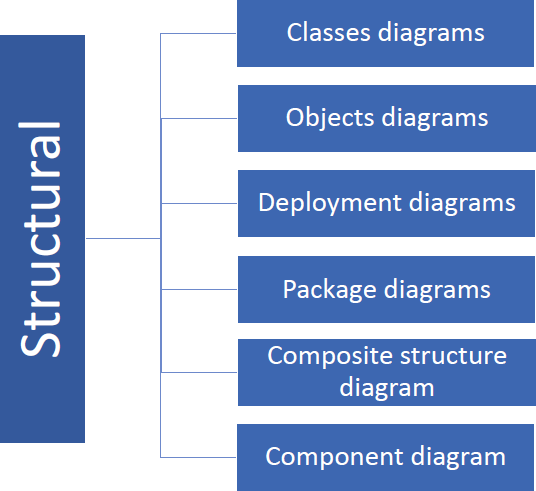 Structural
Classes diagrams
Objects diagrams
Deployment diagrams
Package diagrams
Composite structure
diagram
Component diagram